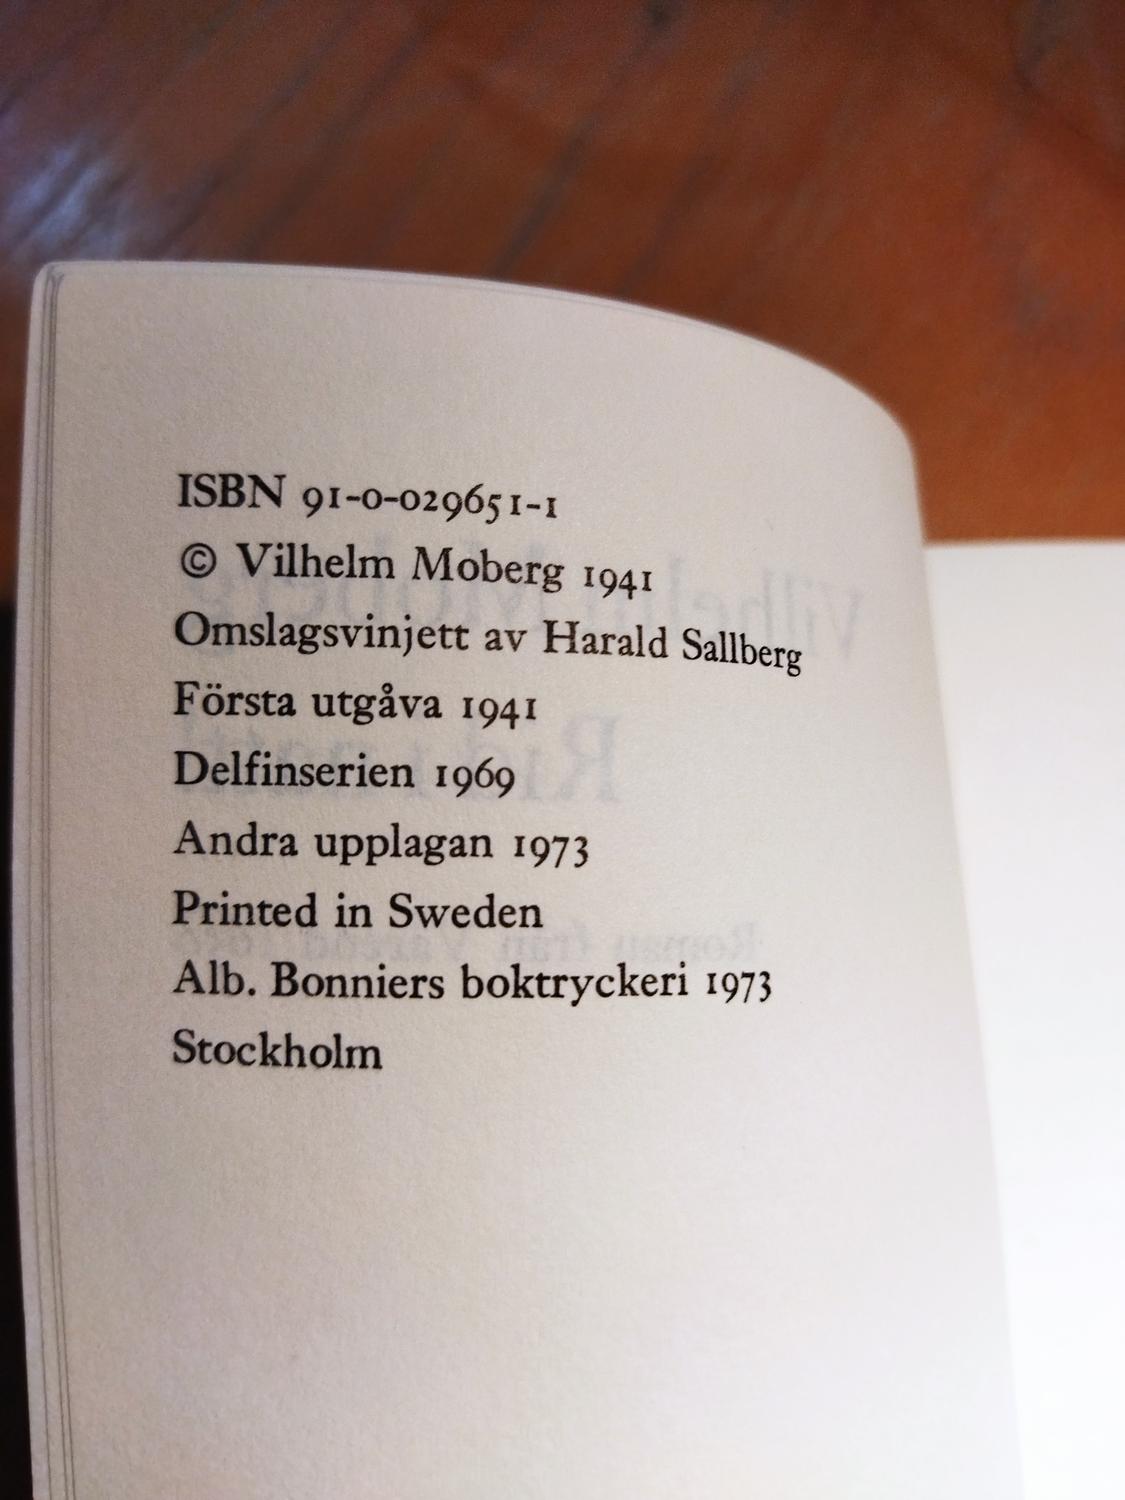 ISBN 91-0-029651-1
© Vilhelm Moberg 1941
Omslagsvinjett av Harald Sallberg
Första utgåva 1941
Delfinserien 1969
Andra upplagan 1973
Printed in Sweden
Alb. Bonniers boktryckeri 1973
Stockholm